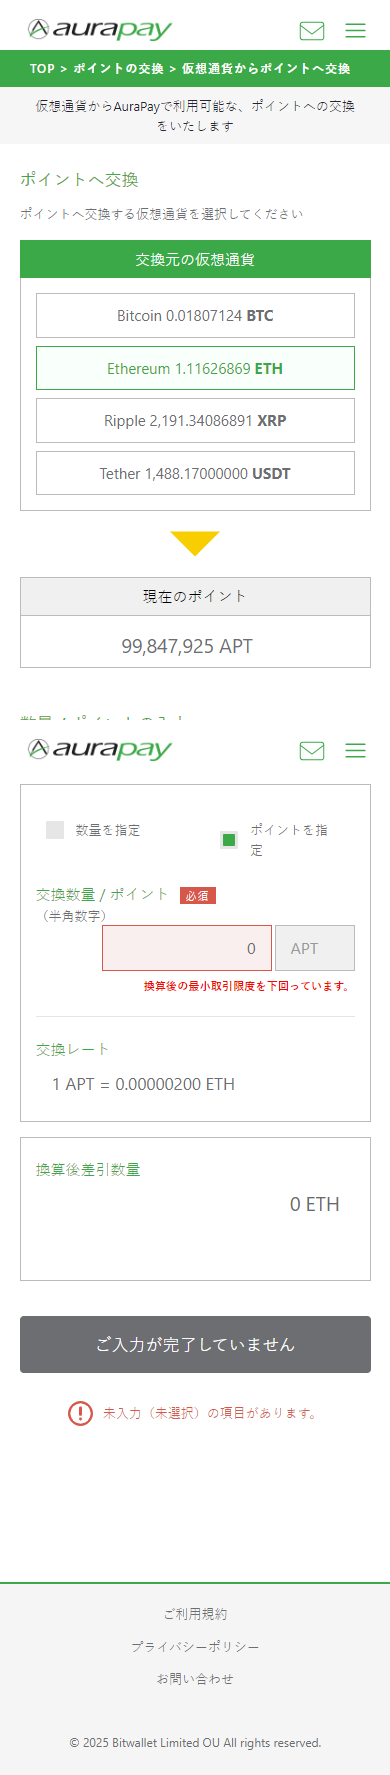 aurapay
TOP > ポイントの交換 > 仮想通貨からポイントへ交換
仮想通貨からAuraPayで利用可能な、ポイントへの交換
をいたします
ポイントへ交換
ポイントへ交換する仮想通貨を選択してください
交換元の仮想通貨
Bitcoin 0.01807124 BTC
Ethereum 1.11626869 ETH
Ripple 2,191.34086891 XRP
Tether 1,488.17000000 USDT
現在のポイント
99,847,925 APT
数量 / ポイントの入力
aurapay
数量を指定
ポイントを指
定
交換数量 / ポイント 必須
（半角数字）
0 APT
換算後の最小取引限度を下回っています。
交換レート
1 APT = 0.00000200 ETH
換算後差引数量
0 ETH
ご入力が完了していません
未入力（未選択）の項目があります。
ご利用規約
プライバシーポリシー
お問い合わせ
© 2025 Bitwallet Limited OU All rights reserved.